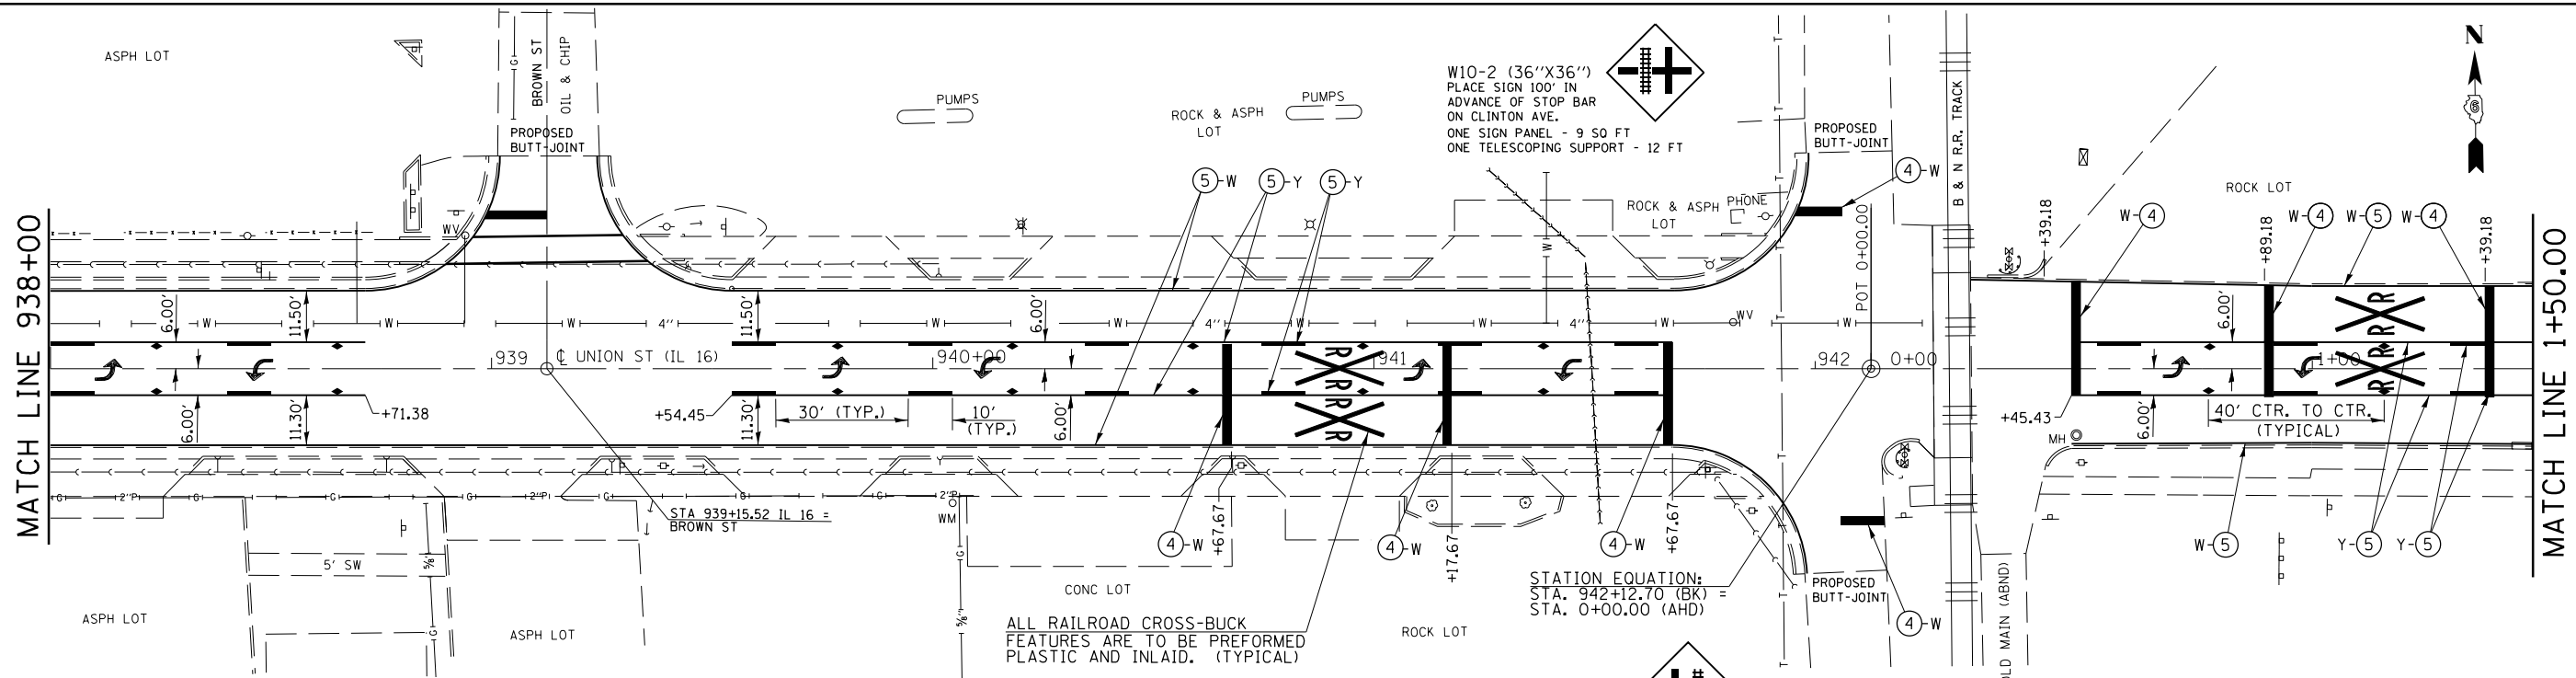 ASPH LOT
BROWN ST
OIL & CHIP
PROPOSED
BUTT-JOINT
PUMPS
ROCK & ASPH
LOT
PUMPS
W10-2 (36''X36'')
PLACE SIGN 100' IN
ADVANCE OF STOP BAR
ON CLINTON AVE.
ONE SIGN PANEL - 9 SQ FT
ONE TELESCOPING SUPPORT - 12 FT
PROPOSED
BUTT-JOINT
B & N R.R. TRACK
N
6
ROCK LOT
5-W
5-Y
5-Y
4-W
ROCK & ASPH
LOT
PHONE
POT 0+00.00
+39.18
W-4
+89.18
W-4
W-5
W-4
+39.18
MATCH LINE 938+00
MATCH LINE 1+50.00
WV
6.00'
11.50'
11.50'
6.00'
6.00'
W
W
W
4''
W
W
W
4''
W
W
4''
W
WV
W
939
℄ UNION ST (IL 16)
940+00
941
942
0+00
1+00
R
R
R
R
R
R
R
R
6.00'
11.30'
+71.38
+54.45
11.30'
30' (TYP.)
10'
(TYP.)
6.00'
+45.43
6.00'
40' CTR. TO CTR.
(TYPICAL)
MH
G
2''P
G
G
G
2''P
G
G
G
2''P
WM
STA 939+15.52 IL 16 =
BROWN ST
4-W
+67.67
4-W
+17.67
4-W
+67.67
W-5
Y-5
Y-5
5' SW
5/8''
G
G
5/8''
ASPH LOT
ASPH LOT
CONC LOT
ALL RAILROAD CROSS-BUCK
FEATURES ARE TO BE PREFORMED
PLASTIC AND INLAID. (TYPICAL)
ROCK LOT
STATION EQUATION:
STA. 942+12.70 (BK) =
STA. 0+00.00 (AHD)
PROPOSED
BUTT-JOINT
4-W
OLD MAIN (ABND)